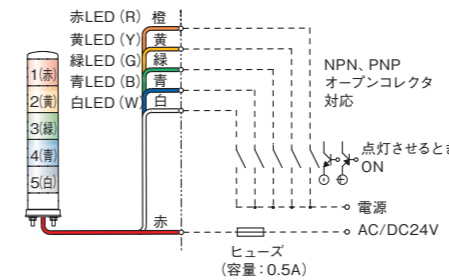 赤LED（R） 橙
黄LED（Y） 黄
緑LED（G） 緑
青LED（B） 青
白LED（W） 白
1(赤)
2(黄)
3(緑)
4(青)
5(白)
NPN、PNP
オープンコレクタ
対応
点灯させるとき
ON
電源
赤
AC/DC24V
ヒューズ
（容量：0.5A）